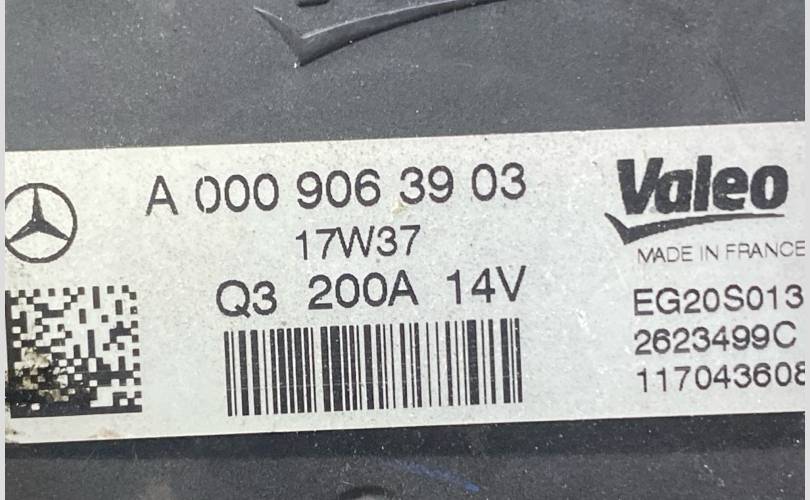 A 000 906 39 03
17W37
Q3 200A 14V
Valeo
MADE IN FRANCE
EG20S013
2623499C
117043608